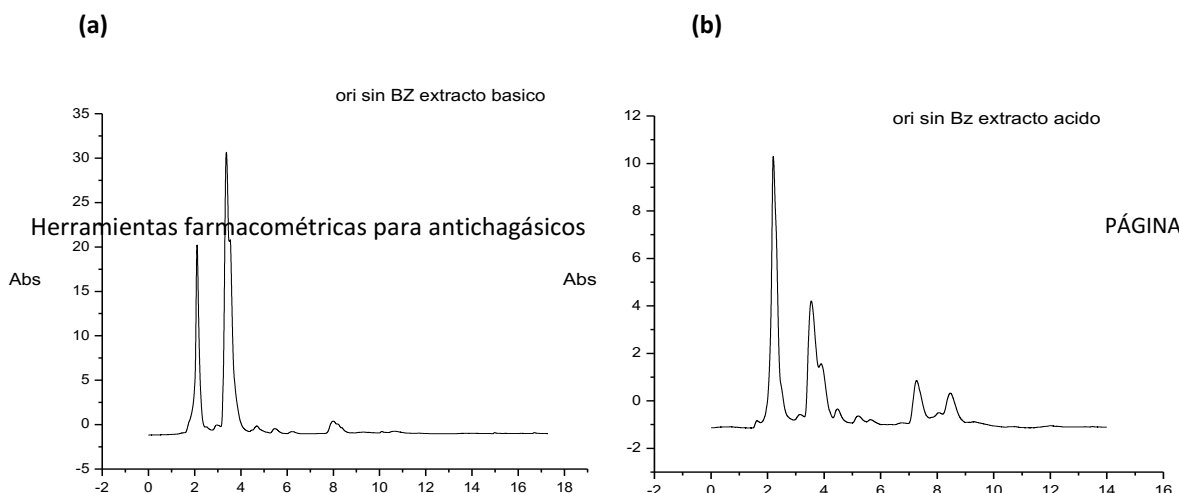 (a)
(b)
ori sin BZ extracto basico
ori sin Bz extracto acido
Herramientas farmacométricas para antichagásicos
PÁGINA
Abs
35
30
25
20
15
10
5
0
-5
-2 0 2 4 6 8 10 12 14 16 18
Abs
12
10
8
6
4
2
0
-2
-2 0 2 4 6 8 10 12 14 16